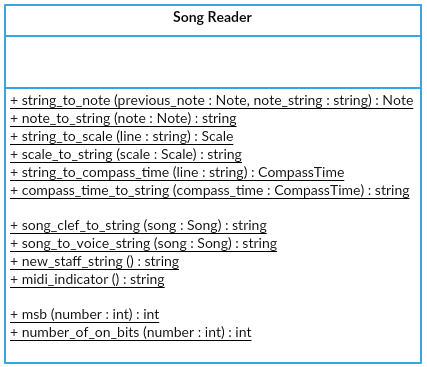 Song Reader
+ string_to_note (previous_note : Note, note_string : string) : Note
+ note_to_string (note : Note) : string
+ string_to_scale (line : string) : Scale
+ scale_to_string (scale : Scale) : string
+ string_to_compass_time (line : string) : CompassTime
+ compass_time_to_string (compass_time : CompassTime) : string
+ song_clef_to_string (song : Song) : string
+ song_to_voice_string (song : Song) : string
+ new_staff_string () : string
+ midi_indicator () : string
+ msb (number : int) : int
+ number_of_on_bits (number : int) : int